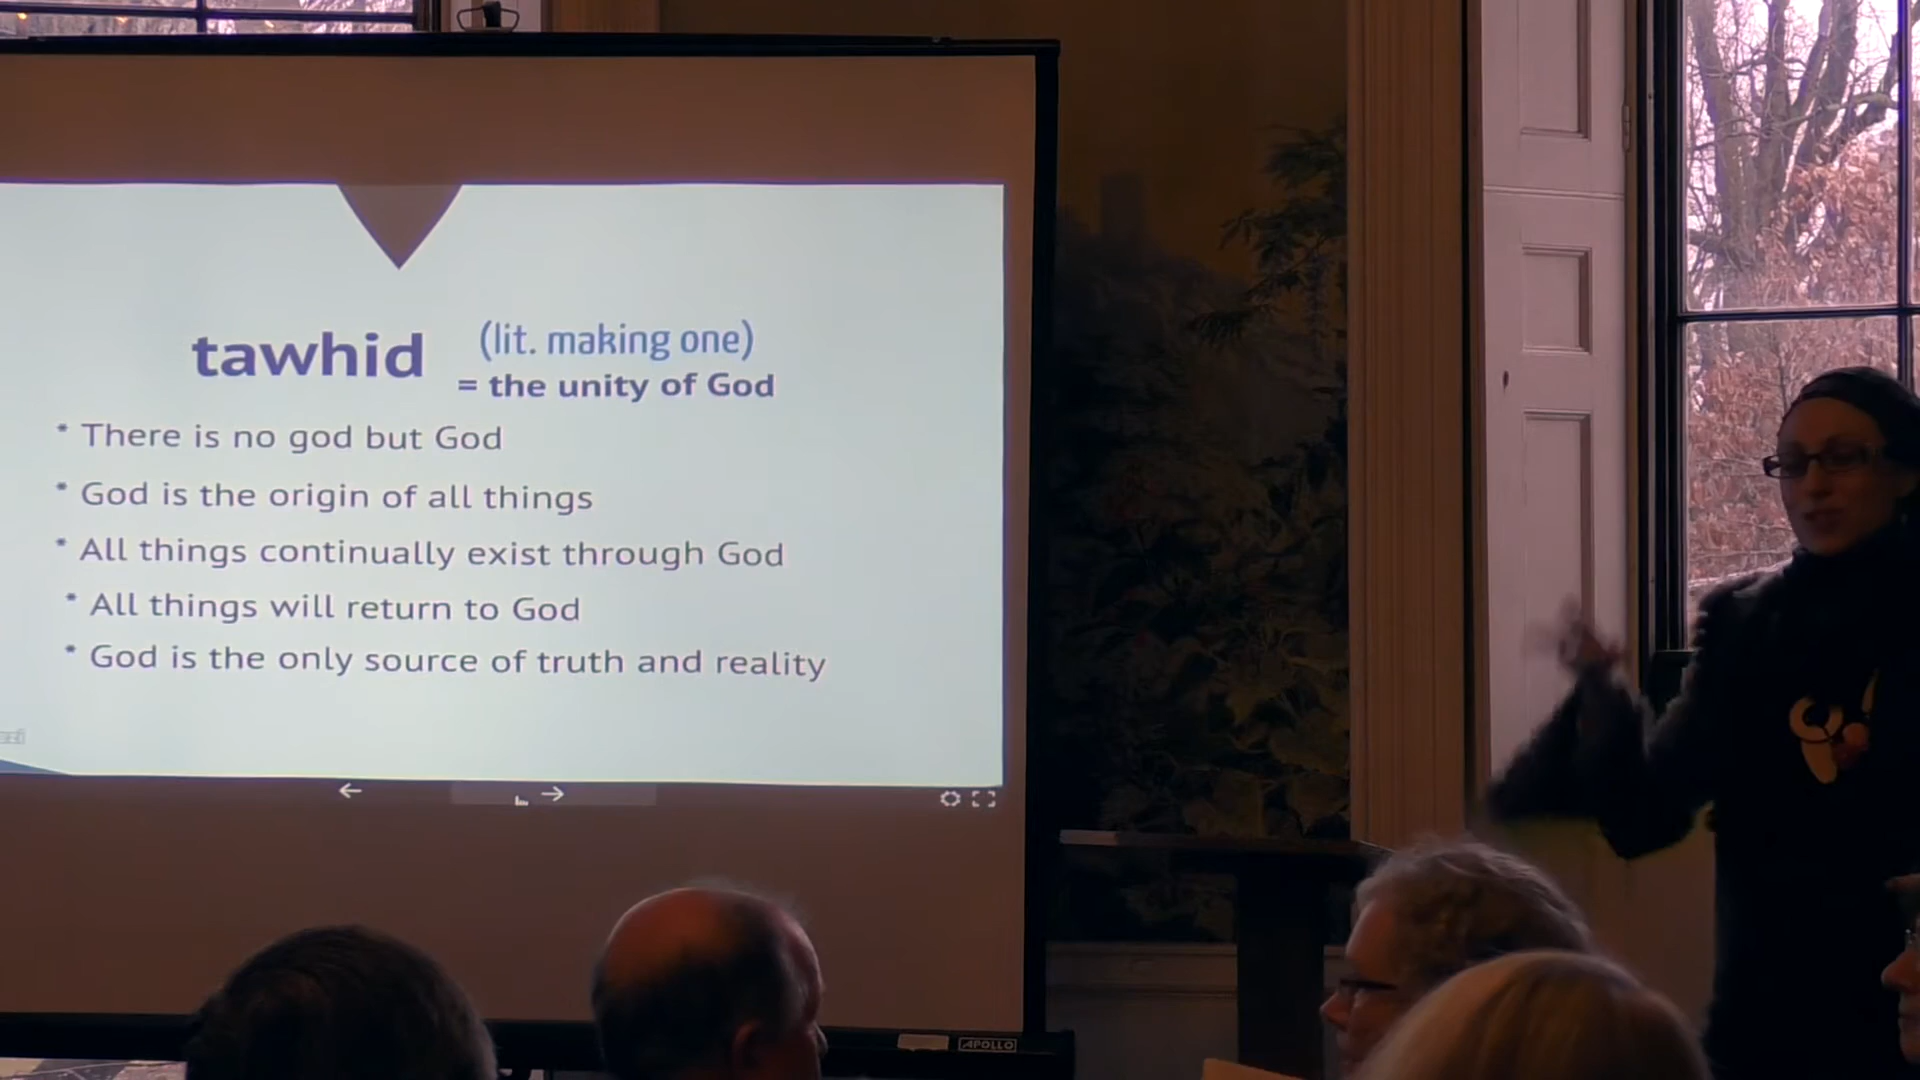 tawhid (lit. making one)
= the unity of God
* There is no god but God
* God is the origin of all things
* All things continually exist through God
* All things will return to God
* God is the only source of truth and reality
APOLLO